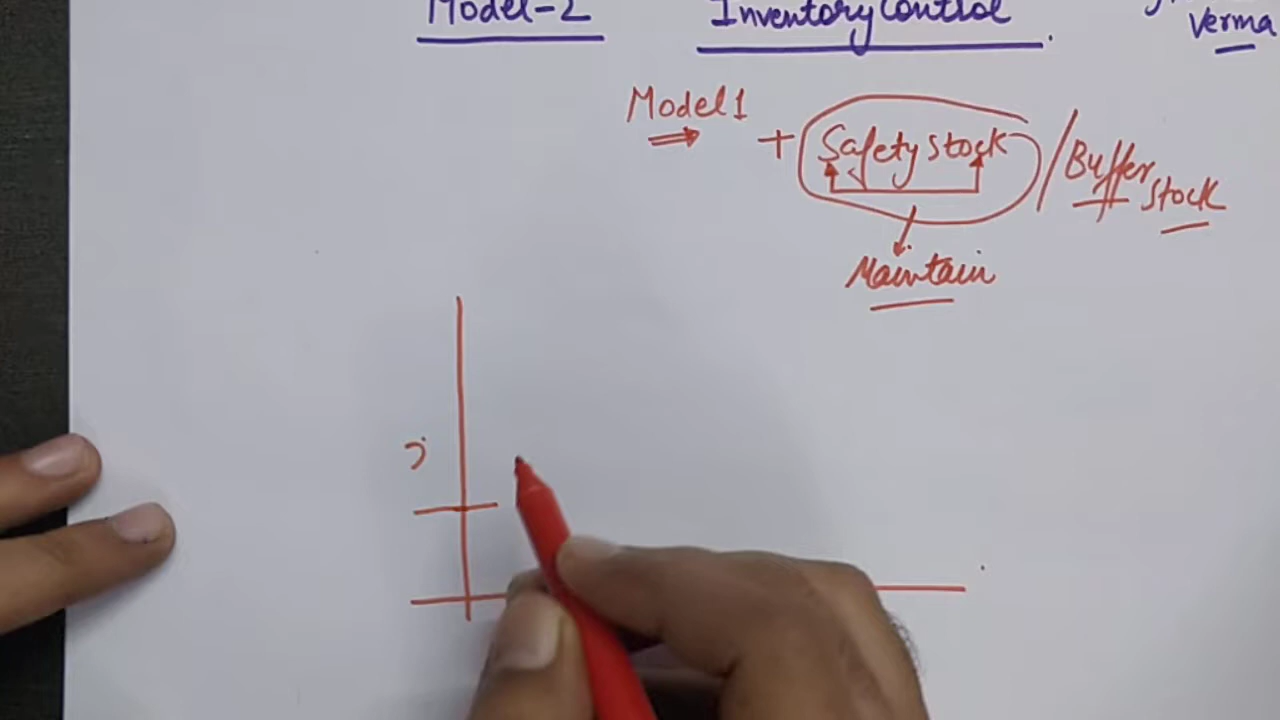 Model-2 Inventory Control
Verma
Model 1
+ Safety stock / Buffer
stock
Maintain